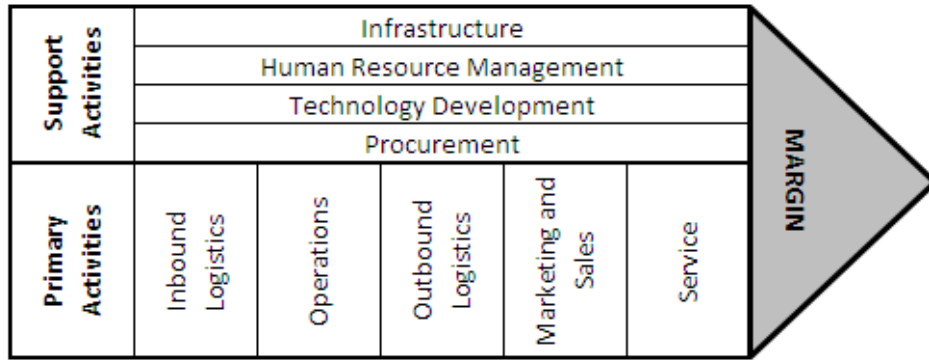 Support
Activities
Infrastructure
Human Resource Management
Technology Development
Procurement
Primary
Activities
Inbound
Logistics
Operations
Outbound
Logistics
Marketing and
Sales
Service
MARGIN